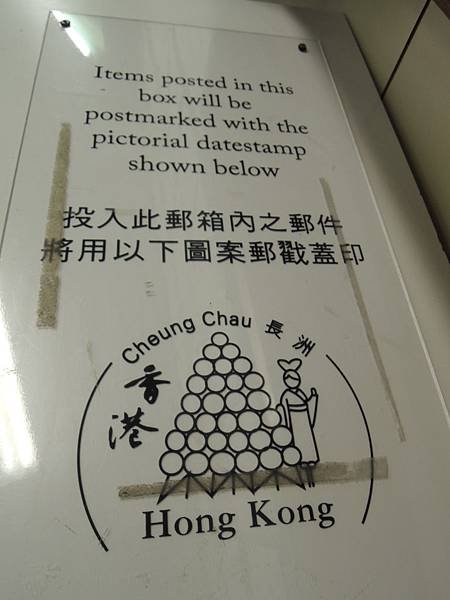 Items posted in this
box will be
postmarked with the
pictorial datestamp
shown below
投入此郵箱內之郵件
將用以下圖案郵戳蓋印
Cheung Chau 長洲
香港
Hong Kong